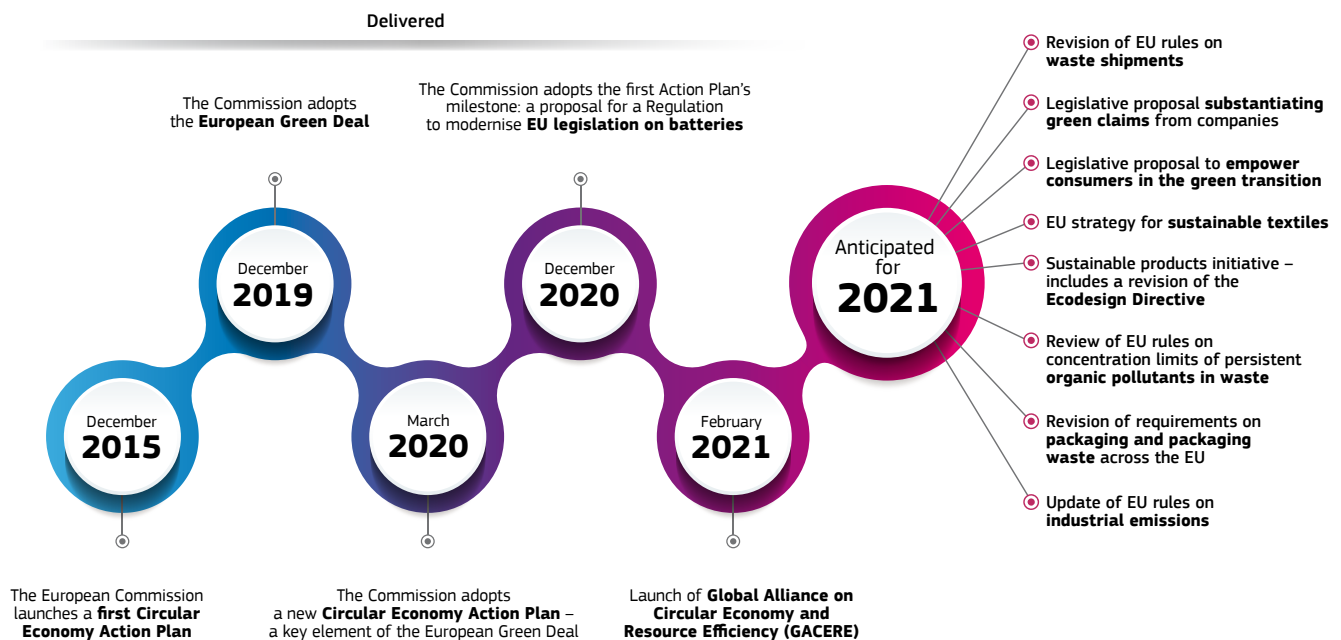 Delivered
The Commission adopts
the European Green Deal
The Commission adopts the first Action Plan's
milestone: a proposal for a Regulation
to modernise EU legislation on batteries
December
2015
December
2019
March
2020
December
2020
February
2021
Anticipated
for
2021
The European Commission
launches a first Circular
Economy Action Plan
The Commission adopts
a new Circular Economy Action Plan –
a key element of the European Green Deal
Launch of Global Alliance on
Circular Economy and
Resource Efficiency (GACERE)
Revision of EU rules on
waste shipments
Legislative proposal substantiating
green claims from companies
Legislative proposal to empower
consumers in the green transition
EU strategy for sustainable textiles
Sustainable products initiative –
includes a revision of the
Ecodesign Directive
Review of EU rules on
concentration limits of persistent
organic pollutants in waste
Revision of requirements on
packaging and packaging
waste across the EU
Update of EU rules on
industrial emissions